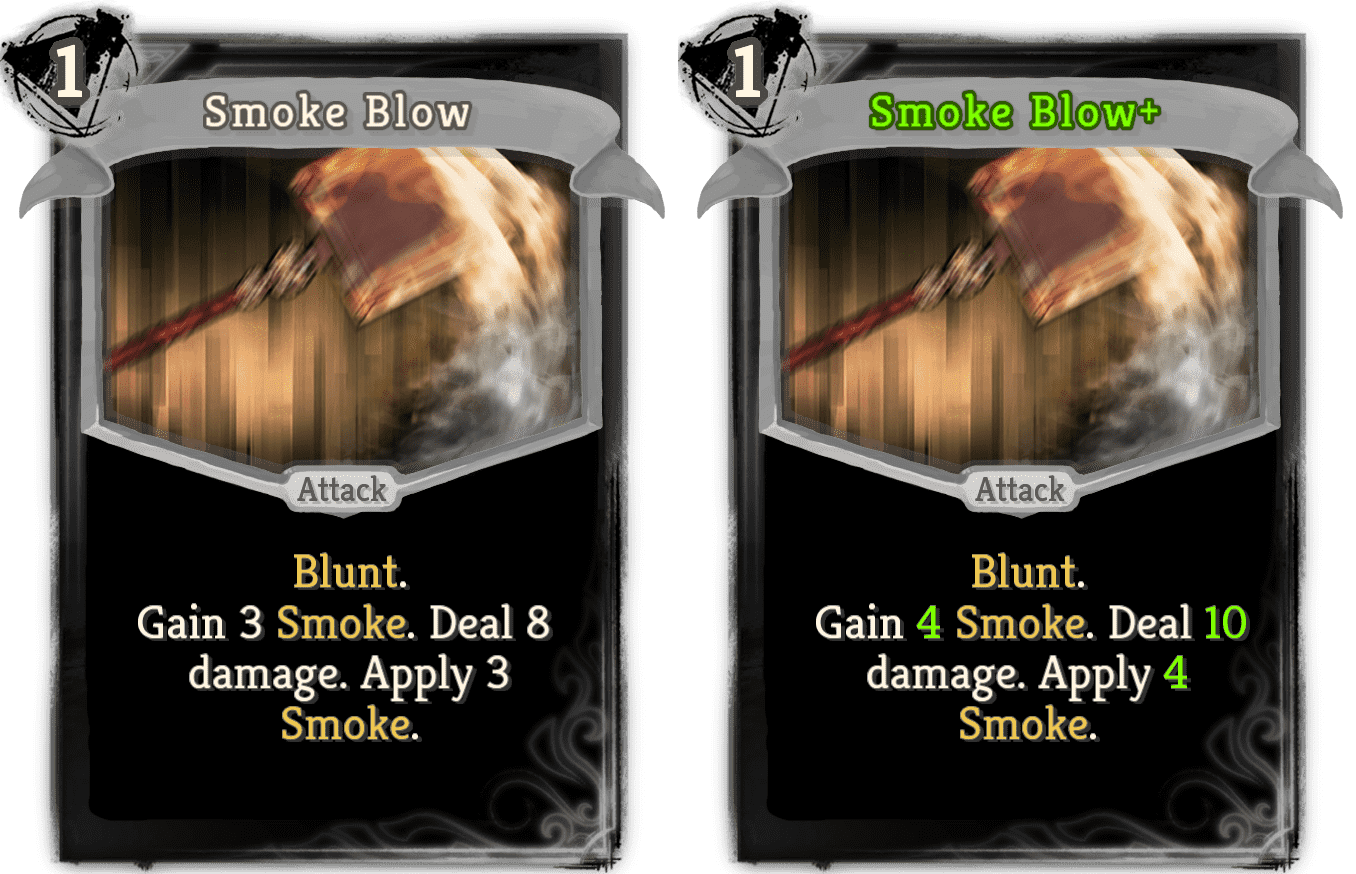 1
Smoke Blow
Attack
Blunt.
Gain 3 Smoke. Deal 8
damage. Apply 3
Smoke.
1
Smoke Blow+
Attack
Blunt.
Gain 4 Smoke. Deal 10
damage. Apply 4
Smoke.